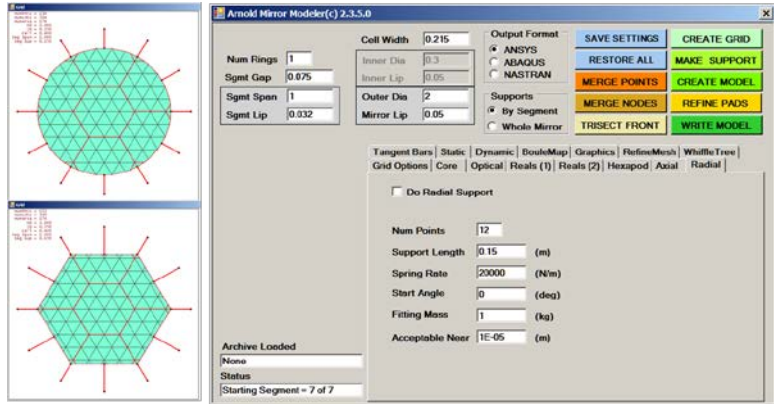 Arnold Mirror Modeler(c) 2.3.5.0
Num Rings 1
Sgmt Gap 0.075
Sgmt Span 1
Sgmt Lip 0.032
Cell Width 0.215
Inner Dia 0.3
Inner Lip 0.05
Outer Dia 2
Mirror Lip 0.05
Output Format
ANSYS
ABAQUS
NASTRAN
Supports
By Segment
Whole Mirror
SAVE SETTINGS
CREATE GRID
RESTORE ALL
MAKE SUPPORT
MERGE POINTS
CREATE MODEL
MERGE NODES
REFINE PADS
TRISECT FRONT
WRITE MODEL
Tangent Bars Static Dynamic BouleMap Graphics RefineMesh WhiffleTree
Grid Options Core Optical Reals (1) Reals (2) Hexapod Axial Radial
Do Radial Support
Num Points 12
Support Length 0.15 (m)
Spring Rate 20000 (N/m)
Start Angle 0 (deg)
Fitting Mass 1 (kg)
Acceptable Near 1E-05 (m)
Archive Loaded
None
Status
Starting Segment = 7 of 7